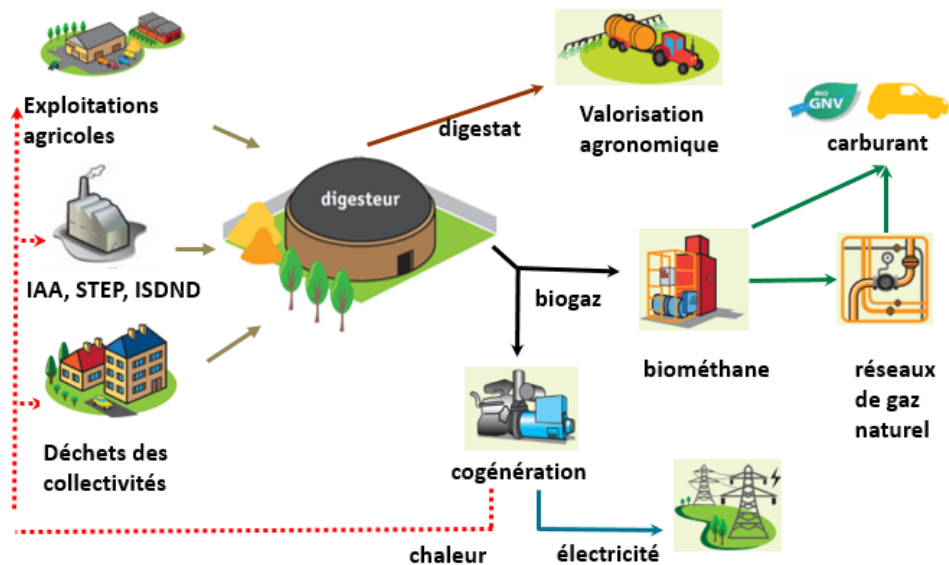 Exploitations
agricoles
IAA, STEP, ISDND
Déchets des
collectivités
digesteur
digestat
Valorisation
agronomique
biogaz
BIO
GNV
carburant
biométhane
réseaux
de gaz
naturel
cogénération
chaleur
électricité